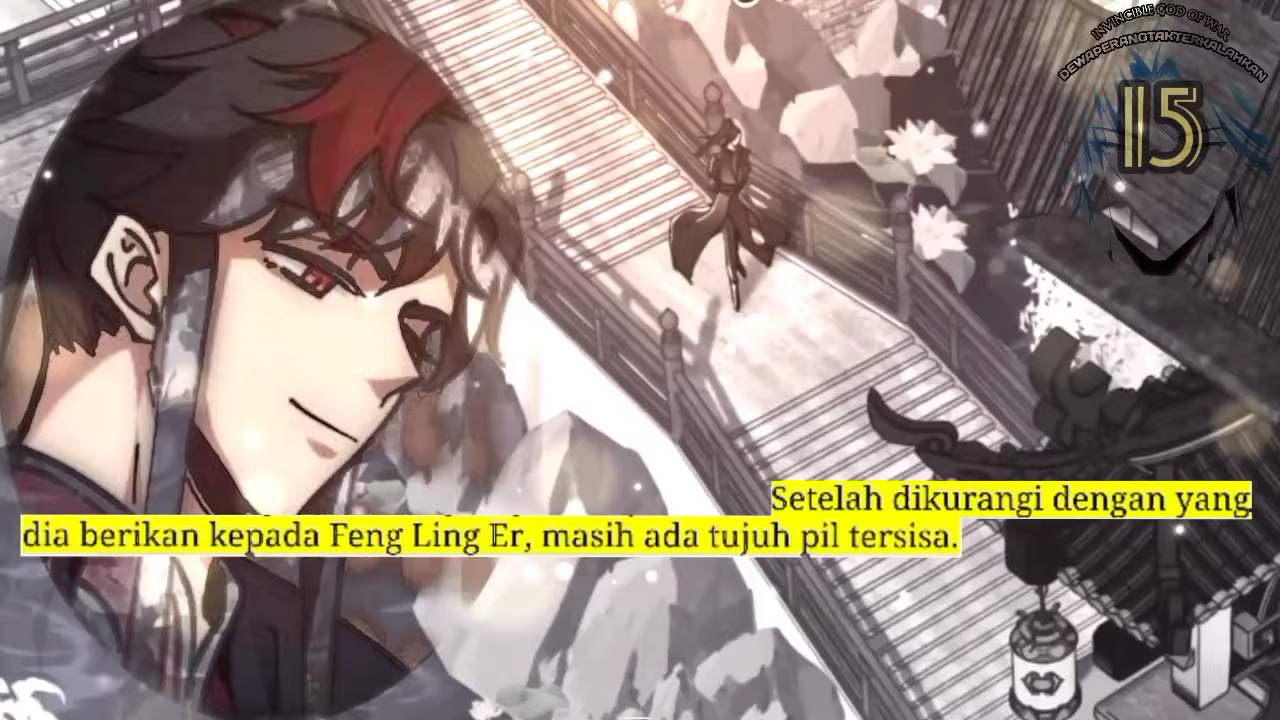 INVINCIBLE GOD OF WAR
DEWAPERANGTAKTERKALAHKAN
15
Setelah dikurangi dengan yang
dia berikan kepada Feng Ling Er, masih ada tujuh pil tersisa.